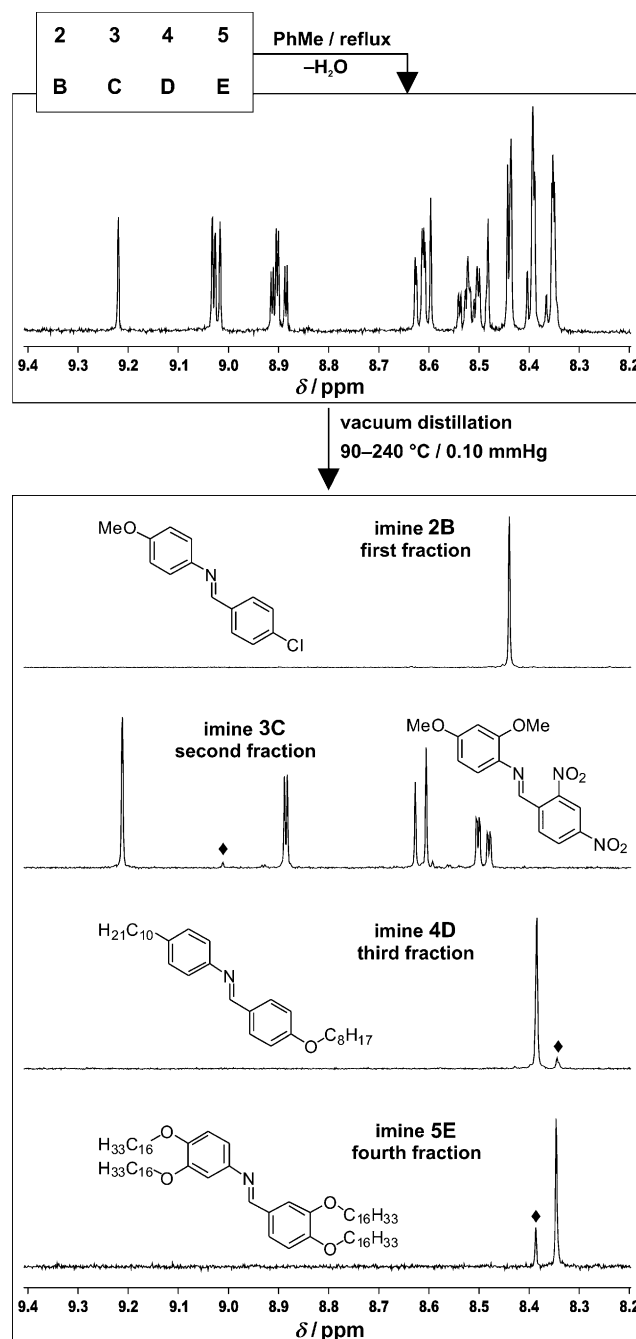 2 3 4 5
B C D E
PhMe / reflux
–H₂O
9.4 9.3 9.2 9.1 9.0 8.9 8.8 8.7 8.6 8.5 8.4 8.3 8.2
δ / ppm
vacuum distillation
90–240 °C / 0.10 mmHg
imine 2B
first fraction
MeO
N
Cl
imine 3C
second fraction
MeO OMe
N
NO₂
NO₂
♦
imine 4D
third fraction
H₂₁C₁₀
N
O C₈H₁₇
♦
imine 5E
fourth fraction
H₃₃C₁₆ O
H₃₃C₁₆ O
N
O C₁₆H₃₃
O C₁₆H₃₃
♦
9.4 9.3 9.2 9.1 9.0 8.9 8.8 8.7 8.6 8.5 8.4 8.3 8.2
δ / ppm